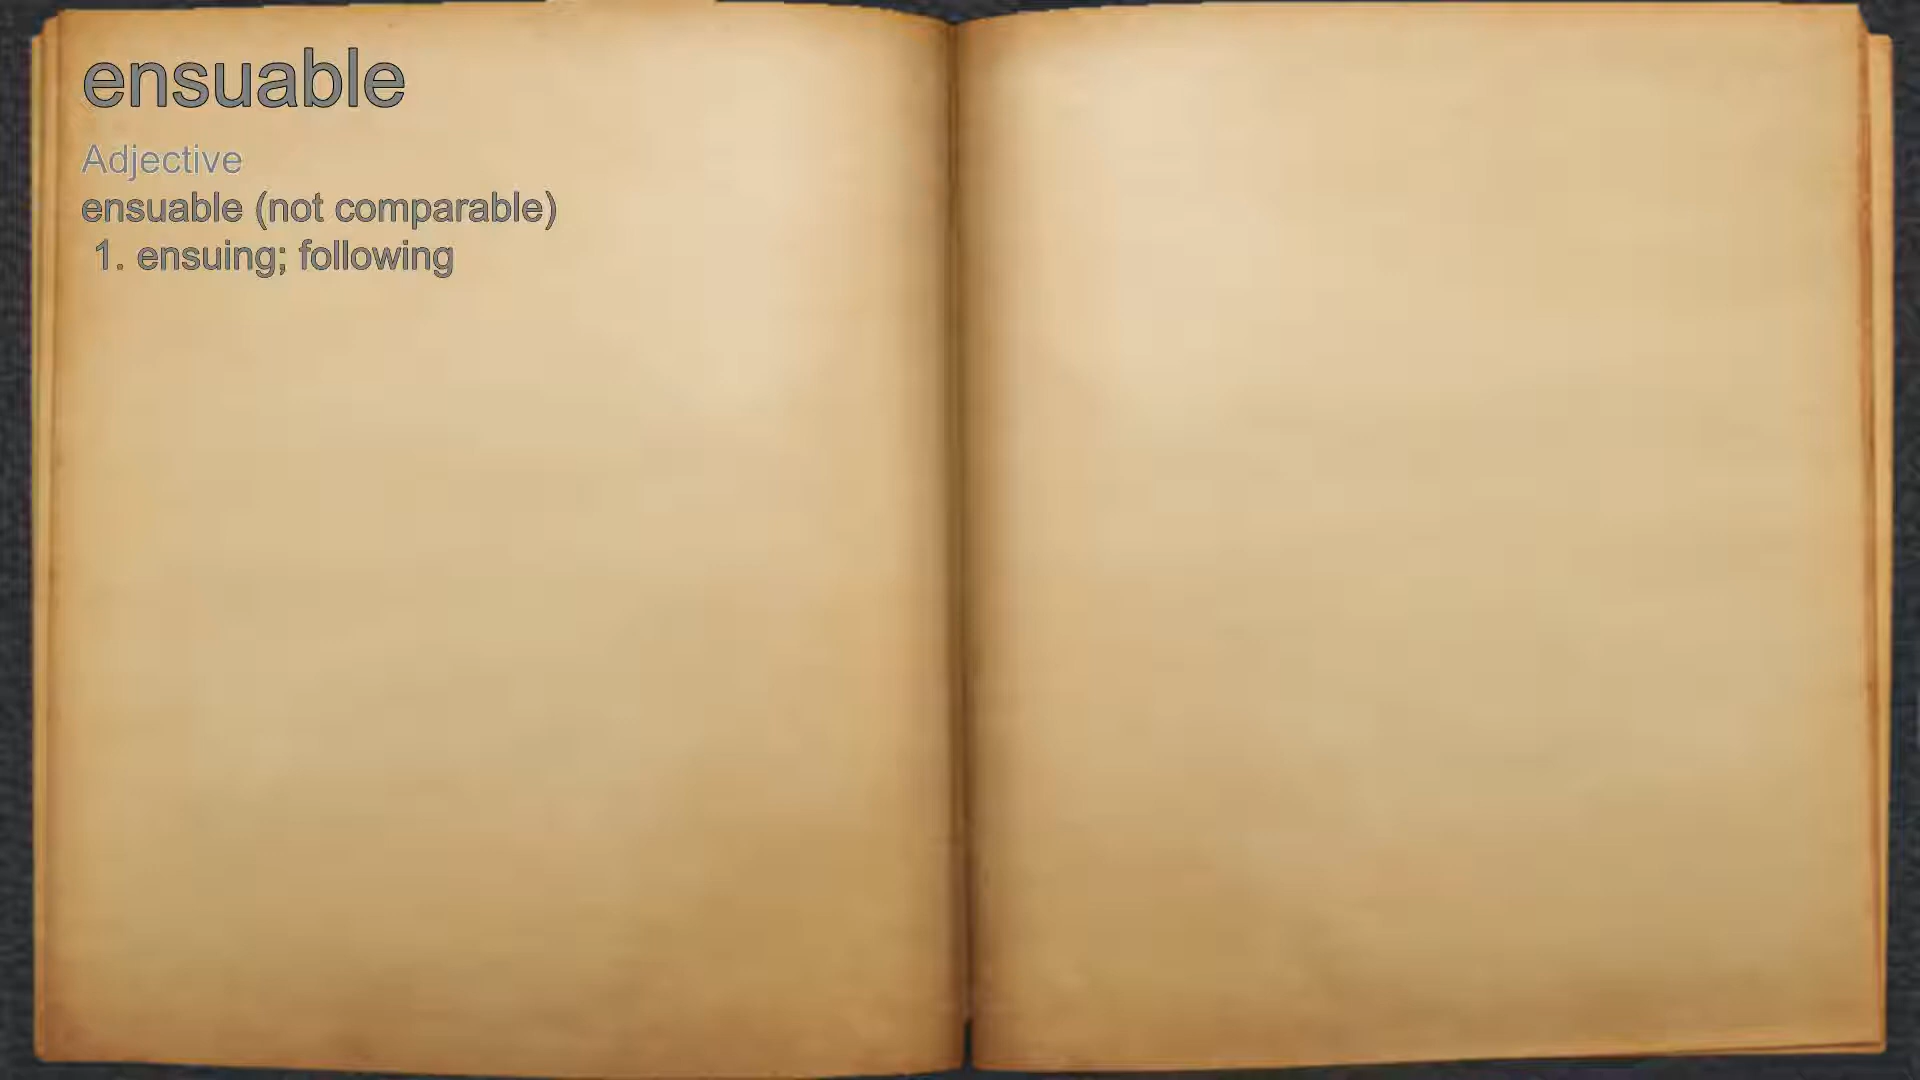 ensuable
Adjective
ensuable (not comparable)
1. ensuing; following